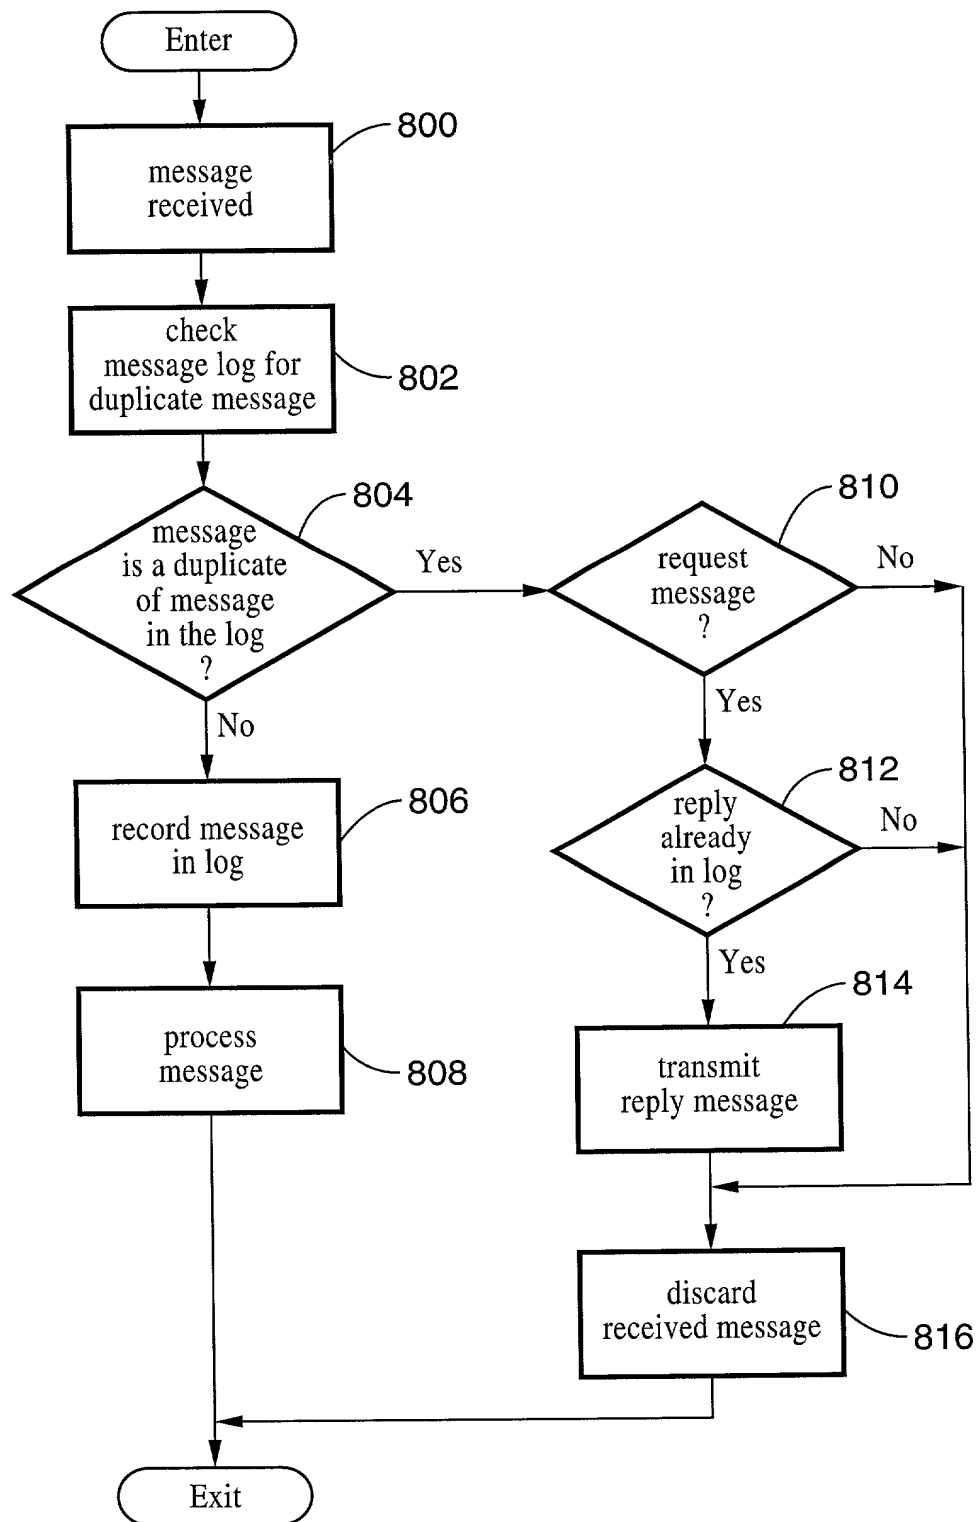 Enter
800
message
received
check
message log for
duplicate message
802
804
message
is a duplicate
of message
in the log
?
Yes
No
810
request
message
?
No
Yes
806
record message
in log
812
reply
already
in log
?
No
Yes
process
message
808
814
transmit
reply message
discard
received message
816
Exit